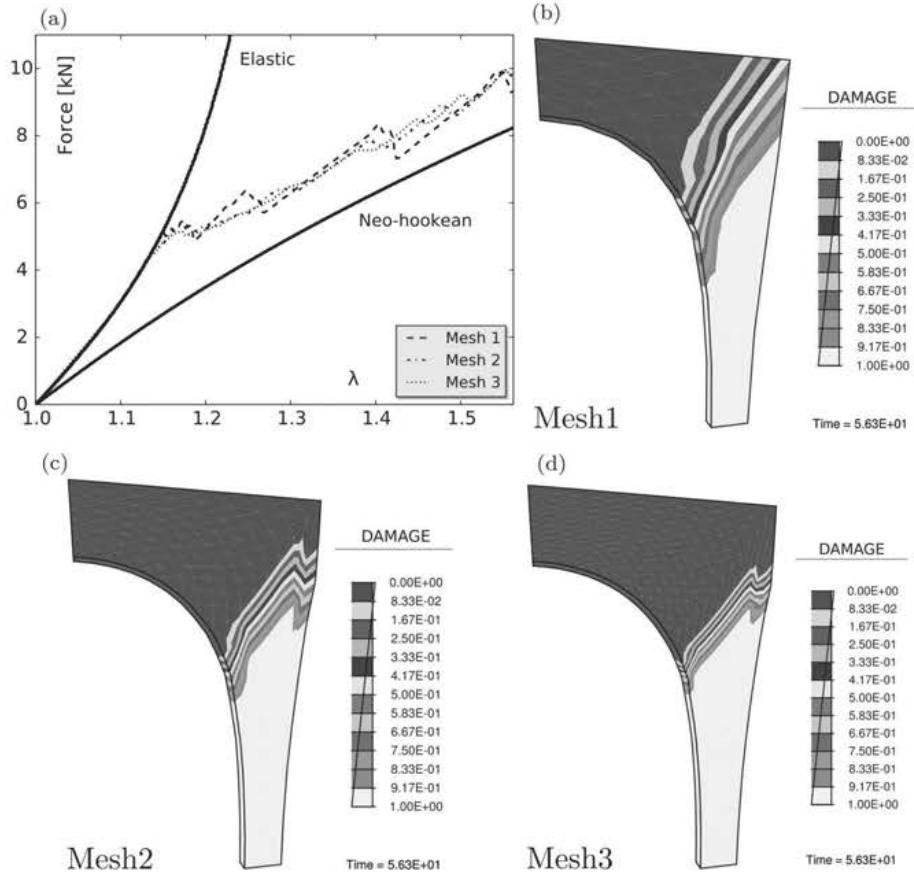 (a)
Force [kN]
10
8
6
4
2
0
Elastic
Neo-hookean
Mesh 1
Mesh 2
Mesh 3
λ
1.0
1.1
1.2
1.3
1.4
1.5
(b)
DAMAGE
0.00E+00
8.33E-02
1.67E-01
2.50E-01
3.33E-01
4.17E-01
5.00E-01
5.83E-01
6.67E-01
7.50E-01
8.33E-01
9.17E-01
1.00E+00
Mesh1
Time = 5.63E+01
(c)
DAMAGE
0.00E+00
8.33E-02
1.67E-01
2.50E-01
3.33E-01
4.17E-01
5.00E-01
5.83E-01
6.67E-01
7.50E-01
8.33E-01
9.17E-01
1.00E+00
Mesh2
Time = 5.63E+01
(d)
DAMAGE
0.00E+00
8.33E-02
1.67E-01
2.50E-01
3.33E-01
4.17E-01
5.00E-01
5.83E-01
6.67E-01
7.50E-01
8.33E-01
9.17E-01
1.00E+00
Mesh3
Time = 5.63E+01